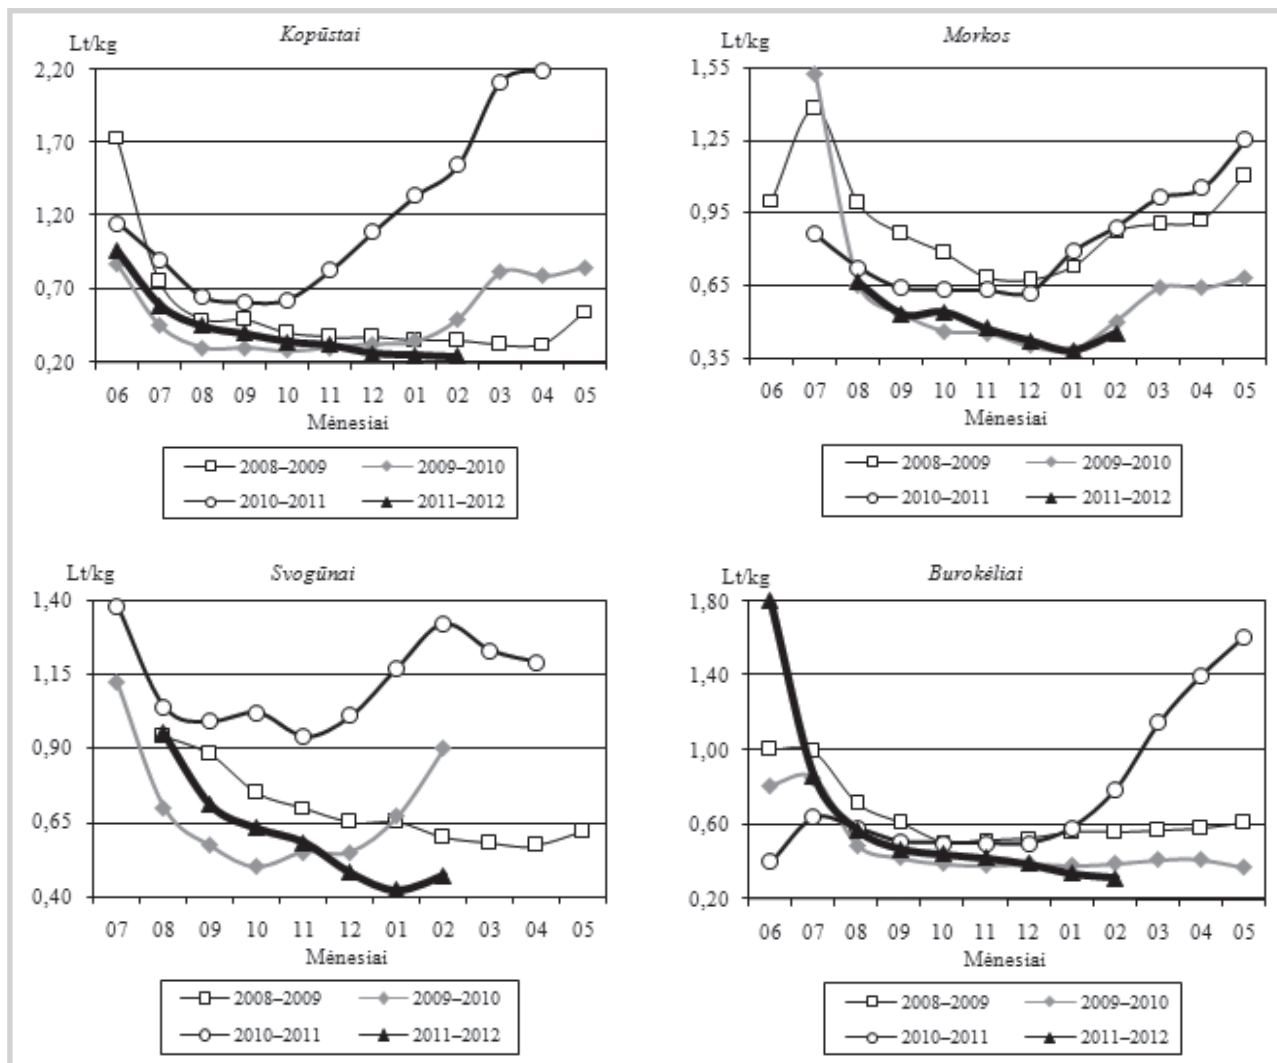 Kopūstai
Lt/kg
2,20
1,70
1,20
0,70
0,20
06 07 08 09 10 11 12 01 02 03 04 05
Mėnesiai
2008–2009 2009–2010
2010–2011 2011–2012
Morkos
Lt/kg
1,55
1,25
0,95
0,65
0,35
06 07 08 09 10 11 12 01 02 03 04 05
Mėnesiai
2008–2009 2009–2010
2010–2011 2011–2012
Svogūnai
Lt/kg
1,40
1,15
0,90
0,65
0,40
07 08 09 10 11 12 01 02 03 04 05
Mėnesiai
2008–2009 2009–2010
2010–2011 2011–2012
Burokėliai
Lt/kg
1,80
1,40
1,00
0,60
0,20
06 07 08 09 10 11 12 01 02 03 04 05
Mėnesiai
2008–2009 2009–2010
2010–2011 2011–2012